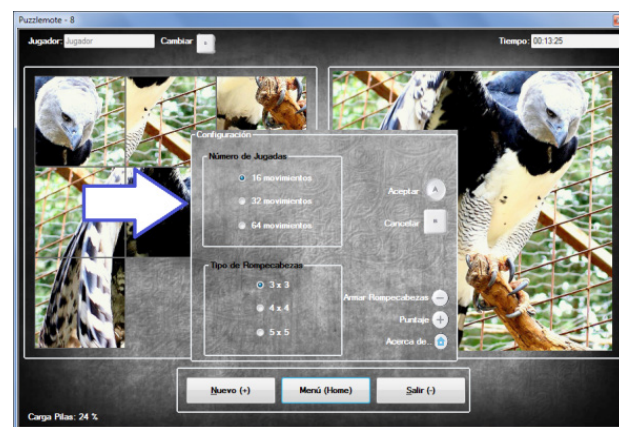 Puzzlemote - 8
Jugador: Jugador Cambiar Tiempo: 00:13:25
Configuración
Número de Jugadas
16 movimientos
32 movimientos
64 movimientos
Aceptar A
Cancelar
Tipo de Rompecabezas
3 x 3
4 x 4
5 x 5
Armar Rompecabezas
Puntaje
Acerca de...
Nuevo (+) Menú (Home) Salir (-)
Carga Pilas: 24 %